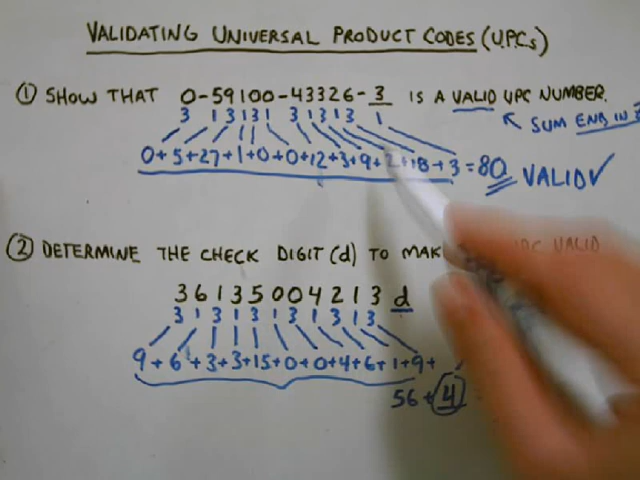 VALIDATING UNIVERSAL PRODUCT CODES (UPCs)
① SHOW THAT 0-59100-43326-3 IS A VALID UPC NUMBER.
3 1 3 1 3 1 3 1 3 1 3 1
SUM END IN
0+5+27+1+0+0+12+3+9+2+18+3=80 VALID✓
② DETERMINE THE CHECK DIGIT (d) TO VALID
3 6 1 3 5 0 0 4 2 1 3 d
3 1 3 1 3 1 3 1 3 1 3
9+6+3+3+15+0+0+4+6+1+9+
56+4